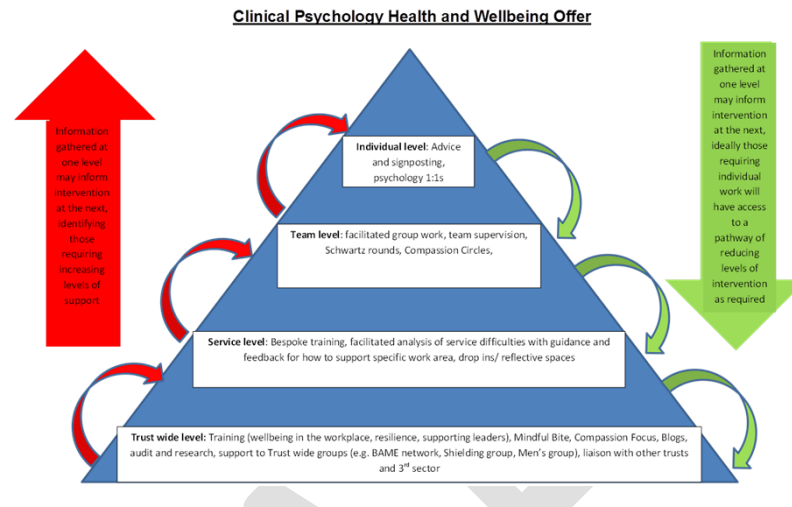 Clinical Psychology Health and Wellbeing Offer
Information
gathered at
one level
may inform
intervention
at the next,
identifying
those
requiring
increasing
levels of
support
Individual level: Advice
and signposting,
psychology 1:1s
Team level: facilitated group work, team supervision,
Schwartz rounds, Compassion Circles,
Service level: Bespoke training, facilitated analysis of service difficulties with guidance and
feedback for how to support specific work area, drop ins/ reflective spaces
Trust wide level: Training (wellbeing in the workplace, resilience, supporting leaders), Mindful Bite, Compassion Focus, Blogs,
audit and research, support to Trust wide groups (e.g. BAME network, Shielding group, Men's group), liaison with other trusts
and 3rd sector
Information
gathered at
one level
may inform
intervention
at the next,
ideally those
requiring
individual
work will
have access
to a
pathway of
reducing
levels of
intervention
as required